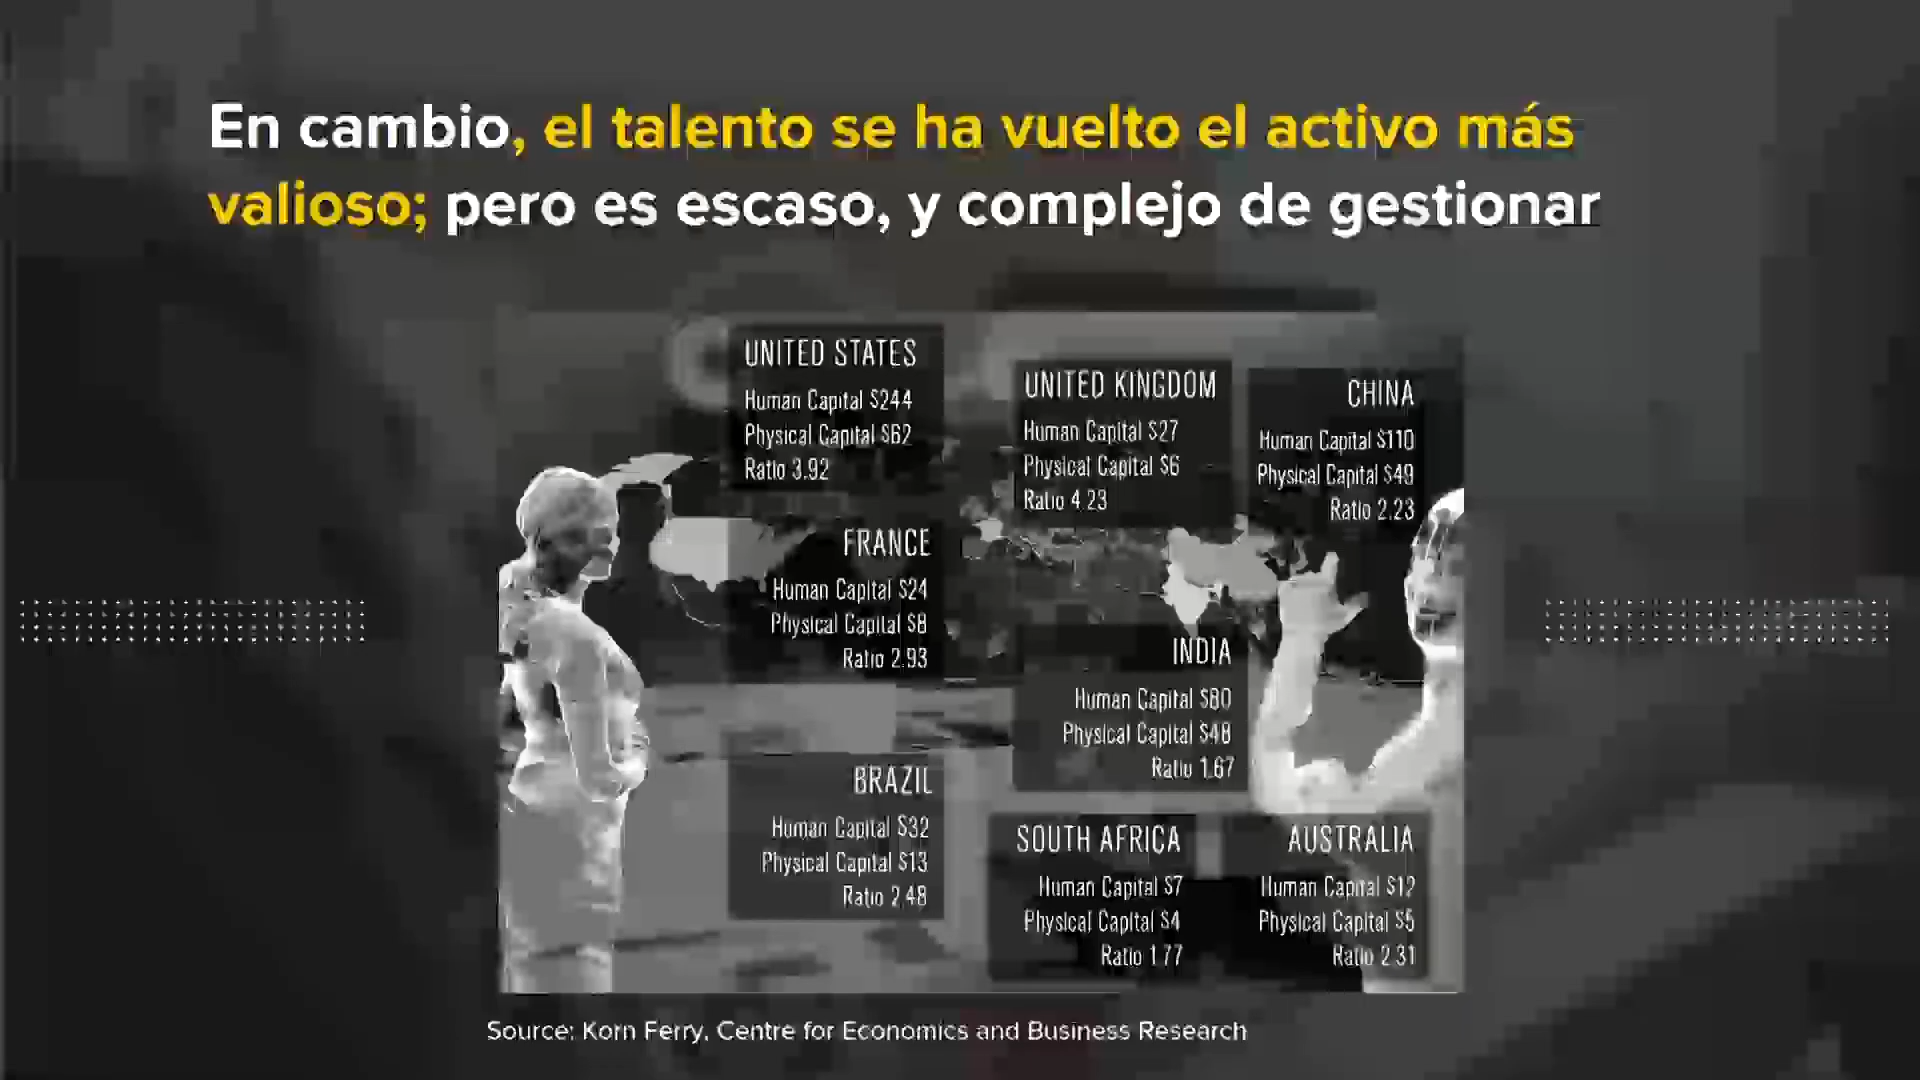 En cambio, el talento se ha vuelto el activo más
valioso; pero es escaso, y complejo de gestionar
UNITED STATES
Human Capital $244
Physical Capital $62
Ratio 3.92
UNITED KINGDOM
Human Capital $27
Physical Capital $6
Ratio 4.23
CHINA
Human Capital $110
Physical Capital $49
Ratio 2.23
FRANCE
Human Capital $24
Physical Capital $8
Ratio 2.93
INDIA
Human Capital $80
Physical Capital $48
Ratio 1.67
BRAZIL
Human Capital $32
Physical Capital $13
Ratio 2.48
SOUTH AFRICA
Human Capital $7
Physical Capital $4
Ratio 1.77
AUSTRALIA
Human Capital $12
Physical Capital $5
Ratio 2.31
Source: Korn Ferry, Centre for Economics and Business Research